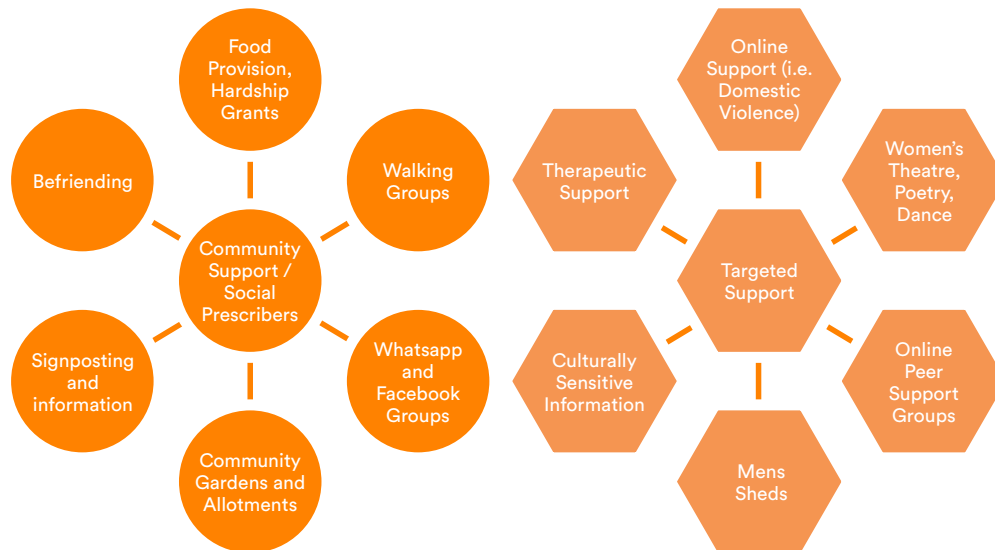 Food
Provision,
Hardship
Grants
Befriending
Walking
Groups
Community
Support /
Social
Prescribers
Signposting
and
information
Whatsapp
and
Facebook
Groups
Community
Gardens and
Allotments
Online
Support (i.e.
Domestic
Violence)
Therapeutic
Support
Women’s
Theatre,
Poetry,
Dance
Targeted
Support
Culturally
Sensitive
Information
Online
Peer
Support
Groups
Mens
Sheds